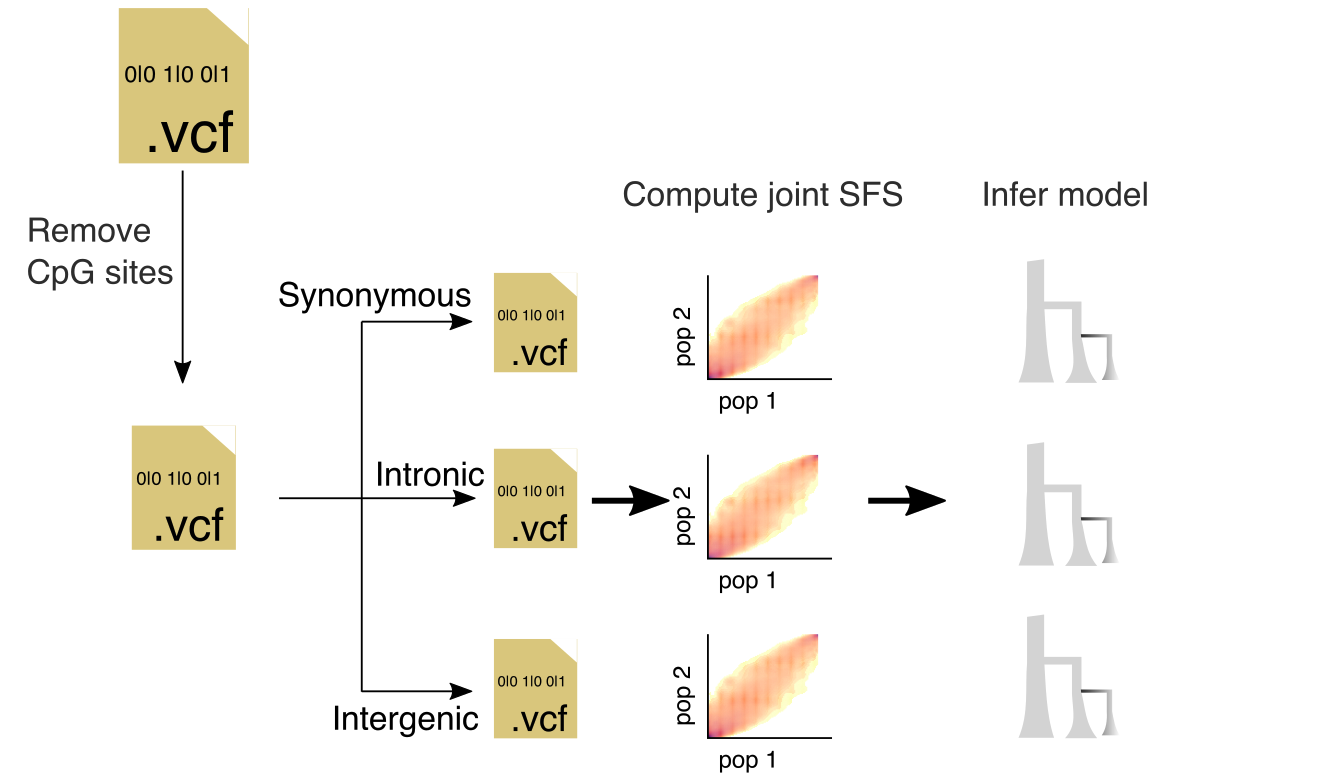 0|0 1|0 0|1
.vcf
Remove
CpG sites
0|0 1|0 0|1
.vcf
Compute joint SFS
Infer model
Synonymous
0|0 1|0 0|1
.vcf
pop 2
pop 1
Intronic
0|0 1|0 0|1
.vcf
pop 2
pop 1
Intergenic
0|0 1|0 0|1
.vcf
pop 2
pop 1